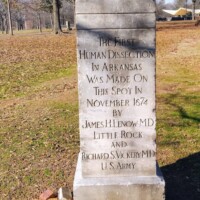 The First
Human Dissection
In Arkansas
Was Made On
This Spot In
November 1874
By
James H. Lenow M.D.
Little Rock
and
Richard S. Vickery M.D.
U.S. Army